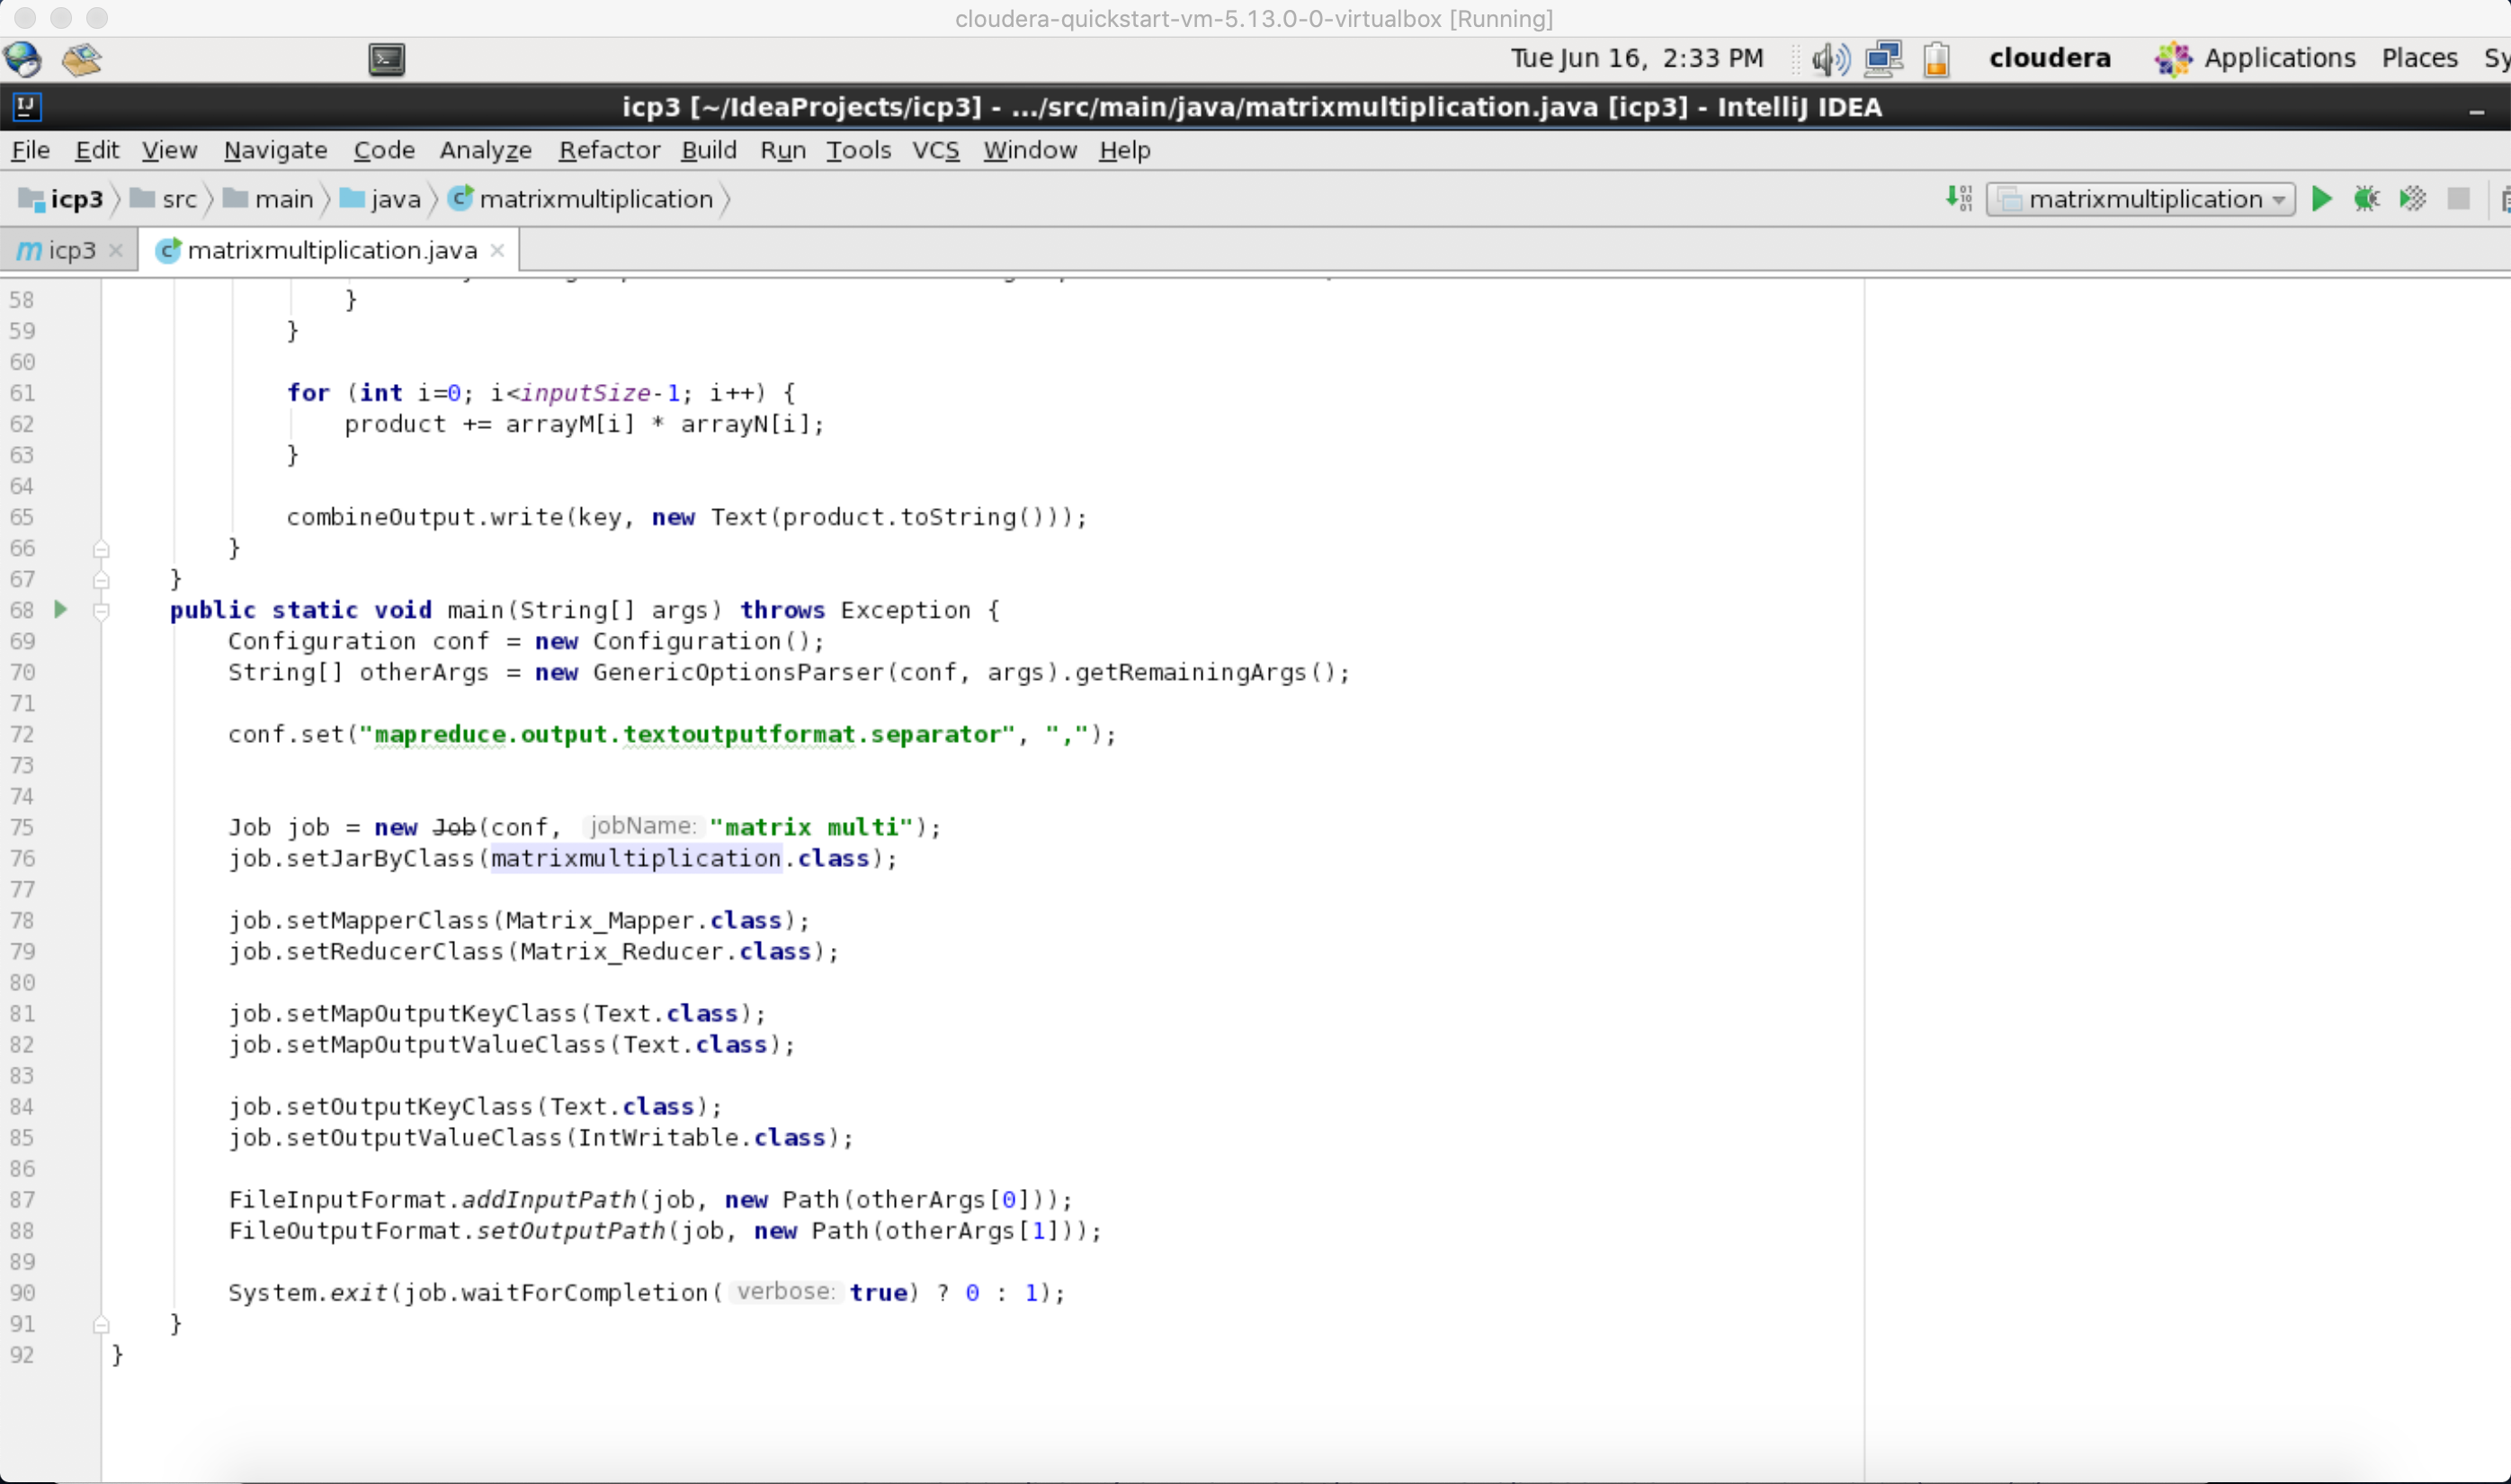 cloudera-quickstart-vm-5.13.0-0-virtualbox [Running]
Tue Jun 16, 2:33 PM cloudera Applications Places Sy
icp3 [~/IdeaProjects/icp3] - .../src/main/java/matrixmultiplication.java [icp3] - IntelliJ IDEA
File Edit View Navigate Code Analyze Refactor Build Run Tools VCS Window Help
icp3 src main java matrixmultiplication matrixmultiplication
icp3 matrixmultiplication.java
58 }
59 }
60
61 for (int i=0; i<inputSize-1; i++) {
62 product += arrayM[i] * arrayN[i];
63 }
64
65 combineOutput.write(key, new Text(product.toString()));
66 }
67 }
68 public static void main(String[] args) throws Exception {
69 Configuration conf = new Configuration();
70 String[] otherArgs = new GenericOptionsParser(conf, args).getRemainingArgs();
71
72 conf.set("mapreduce.output.textoutputformat.separator", ",");
73
74
75 Job job = new Job(conf, jobName: "matrix multi");
76 job.setJarByClass(matrixmultiplication.class);
77
78 job.setMapperClass(Matrix_Mapper.class);
79 job.setReducerClass(Matrix_Reducer.class);
80
81 job.setMapOutputKeyClass(Text.class);
82 job.setMapOutputValueClass(Text.class);
83
84 job.setOutputKeyClass(Text.class);
85 job.setOutputValueClass(IntWritable.class);
86
87 FileInputFormat.addInputPath(job, new Path(otherArgs[0]));
88 FileOutputFormat.setOutputPath(job, new Path(otherArgs[1]));
89
90 System.exit(job.waitForCompletion( verbose: true) ? 0 : 1);
91 }
92 }